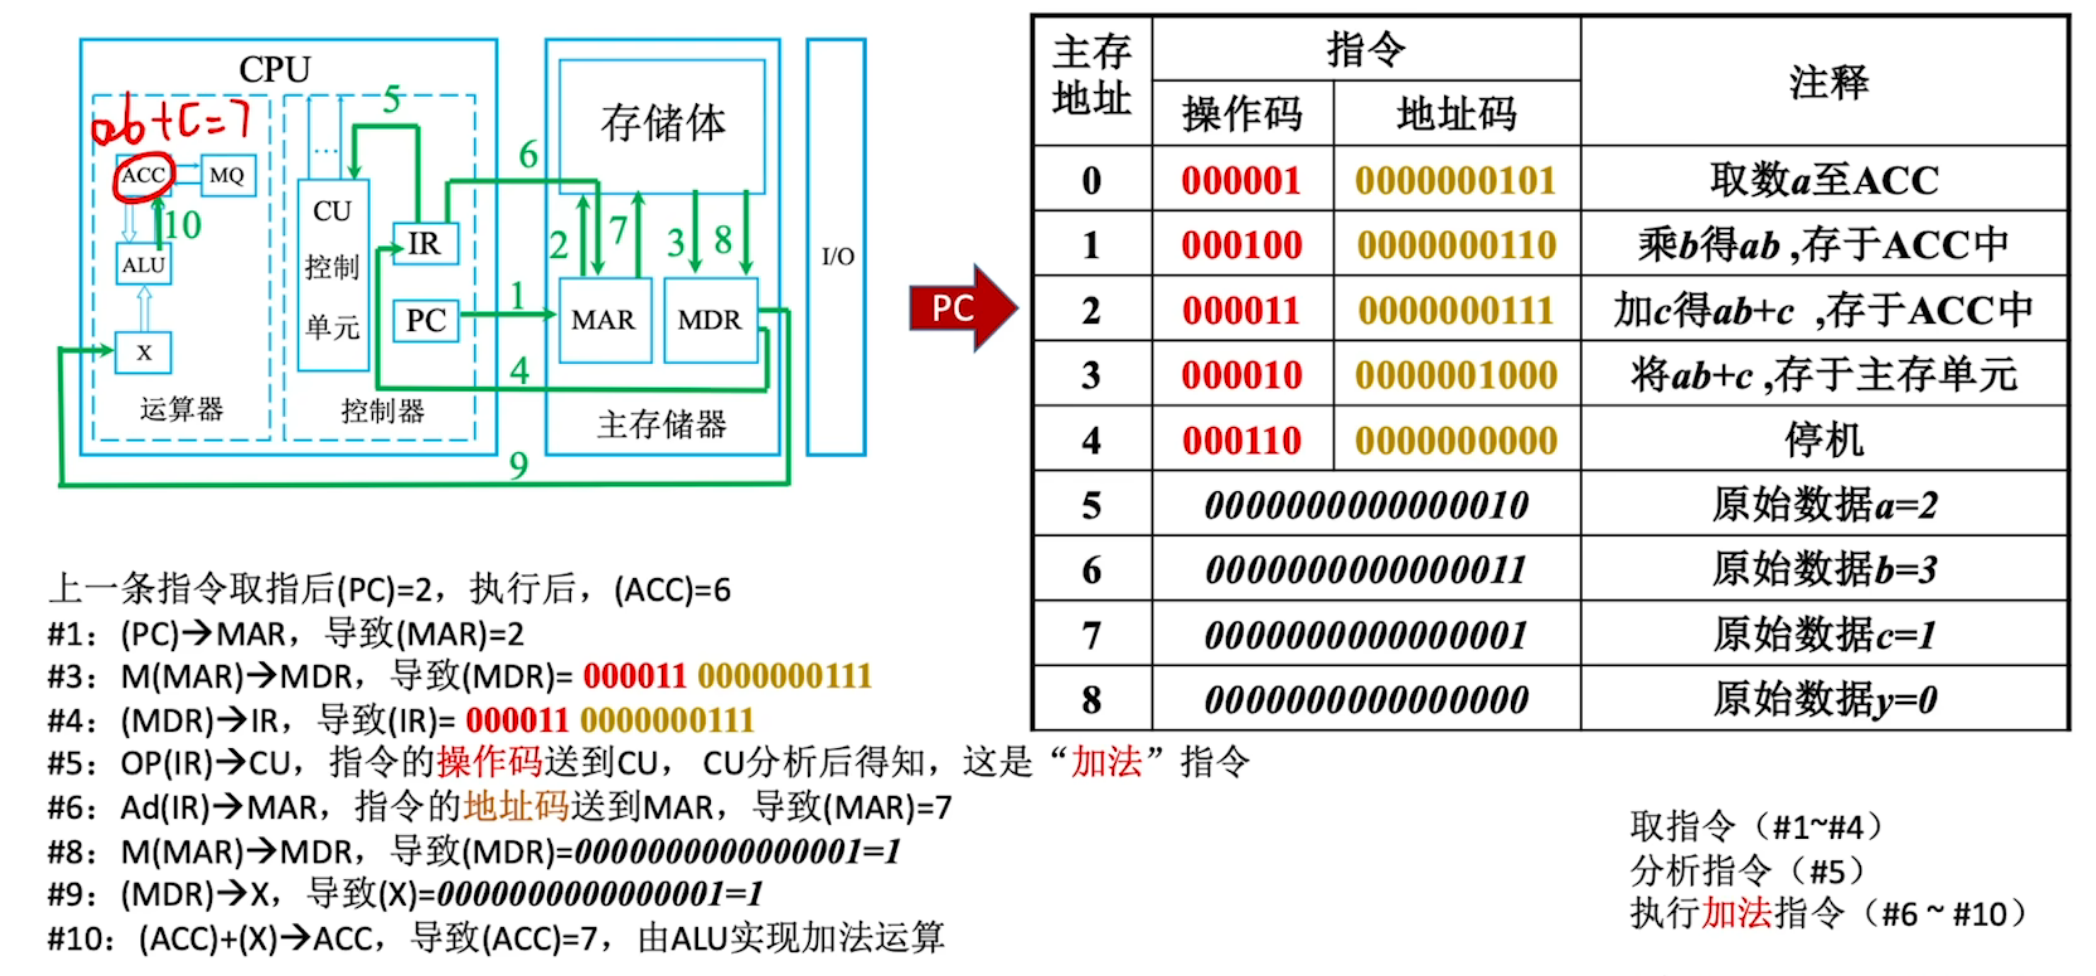 CPU
ab+c=7
ACC
MQ
10
ALU
X
运算器
5
...
CU
控制
单元
IR
PC
控制器
6
1
4
9
存储体
2
7
3
8
MAR
MDR
主存储器
I/O
PC
主存地址 指令 注释
操作码 地址码
0 000001 0000000101 取数a至ACC
1 000100 0000000110 乘b得ab ,存于ACC中
2 000011 0000000111 加c得ab+c ,存于ACC中
3 000010 0000001000 将ab+c ,存于主存单元
4 000110 0000000000 停机
5 0000000000000010 原始数据a=2
6 0000000000000011 原始数据b=3
7 0000000000000001 原始数据c=1
8 0000000000000000 原始数据y=0
上一条指令取指后(PC)=2，执行后，(ACC)=6
#1：(PC)→MAR，导致(MAR)=2
#3：M(MAR)→MDR，导致(MDR)= 000011 0000000111
#4：(MDR)→IR，导致(IR)= 000011 0000000111
#5：OP(IR)→CU，指令的操作码送到CU， CU分析后得知，这是“加法”指令
#6：Ad(IR)→MAR，指令的地址码送到MAR，导致(MAR)=7
#8：M(MAR)→MDR，导致(MDR)=0000000000000001=1
#9：(MDR)→X，导致(X)=0000000000000001=1
#10：(ACC)+(X)→ACC，导致(ACC)=7，由ALU实现加法运算
取指令（#1~#4）
分析指令（#5）
执行加法指令（#6 ~ #10）